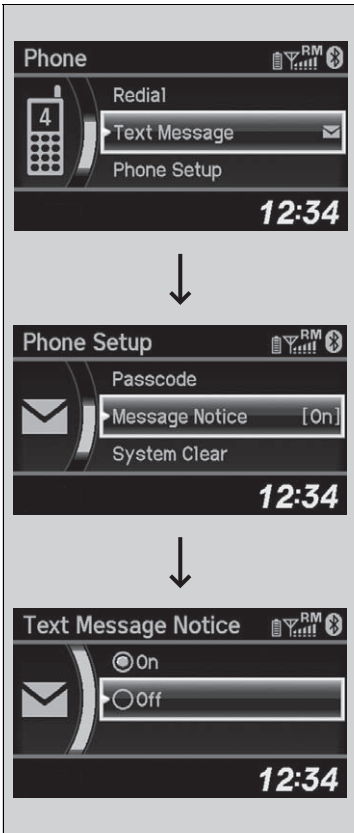 Phone
RM
4
Redial
Text Message
Phone Setup
12:34
Phone Setup
RM
Passcode
Message Notice [On]
System Clear
12:34
Text Message Notice
RM
On
Off
12:34